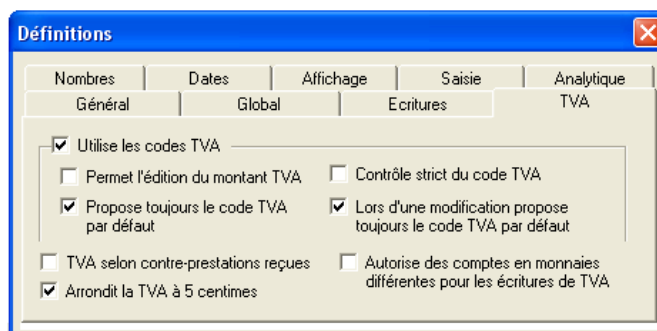 Définitions
Nombres Dates Affichage Saisie Analytique
Général Global Ecritures TVA
Utilise les codes TVA
Permet l'édition du montant TVA Contrôle strict du code TVA
Propose toujours le code TVA Lors d'une modification propose
par défaut toujours le code TVA par défaut
TVA selon contre-prestations reçues Autorise des comptes en monnaies
différentes pour les écritures de TVA
Arrondit la TVA à 5 centimes